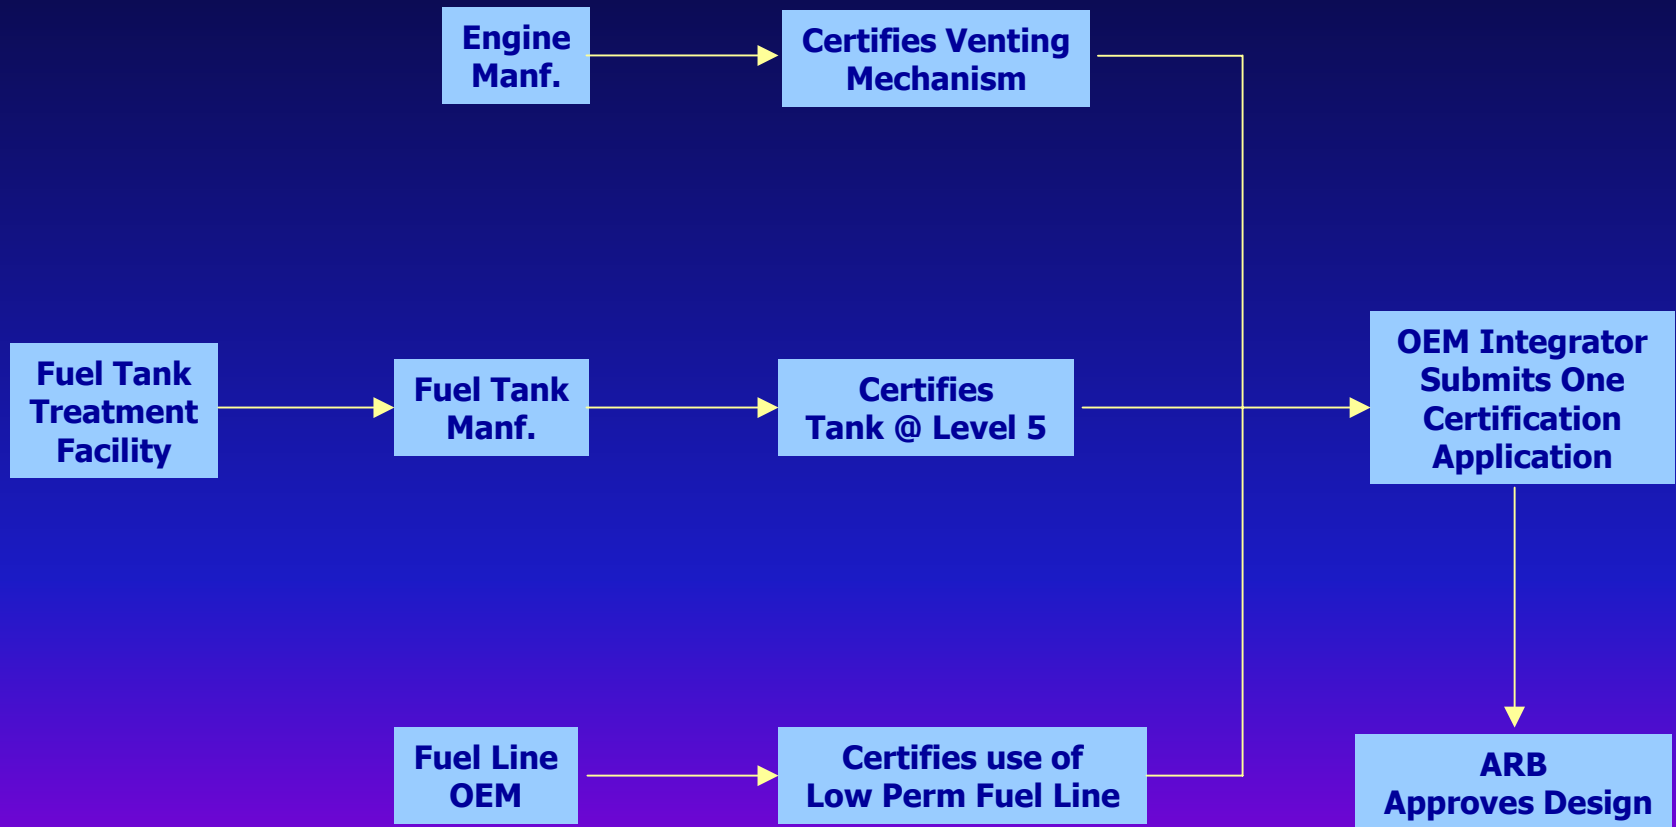 Engine
Manf.
Certifies Venting
Mechanism
Fuel Tank
Treatment
Facility
Fuel Tank
Manf.
Certifies
Tank @ Level 5
OEM Integrator
Submits One
Certification
Application
Fuel Line
OEM
Certifies use of
Low Perm Fuel Line
ARB
Approves Design